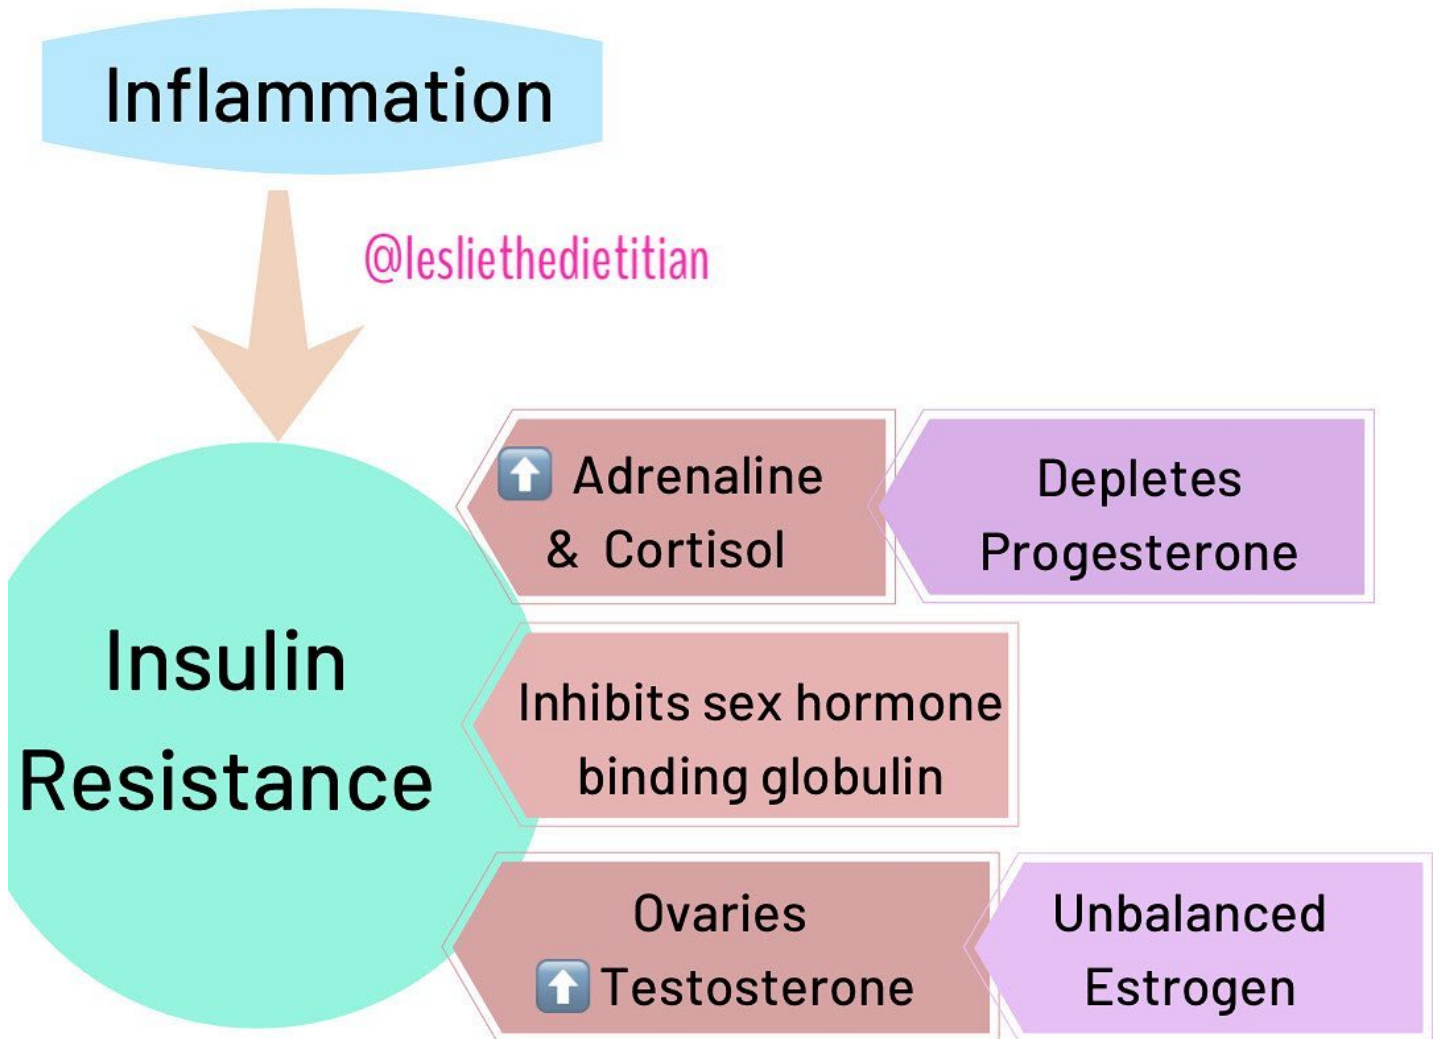 Inflammation
@lesliethedietitian
Insulin
Resistance
⬆️ Adrenaline
& Cortisol
Depletes
Progesterone
Inhibits sex hormone
binding globulin
Ovaries
⬆️ Testosterone
Unbalanced
Estrogen